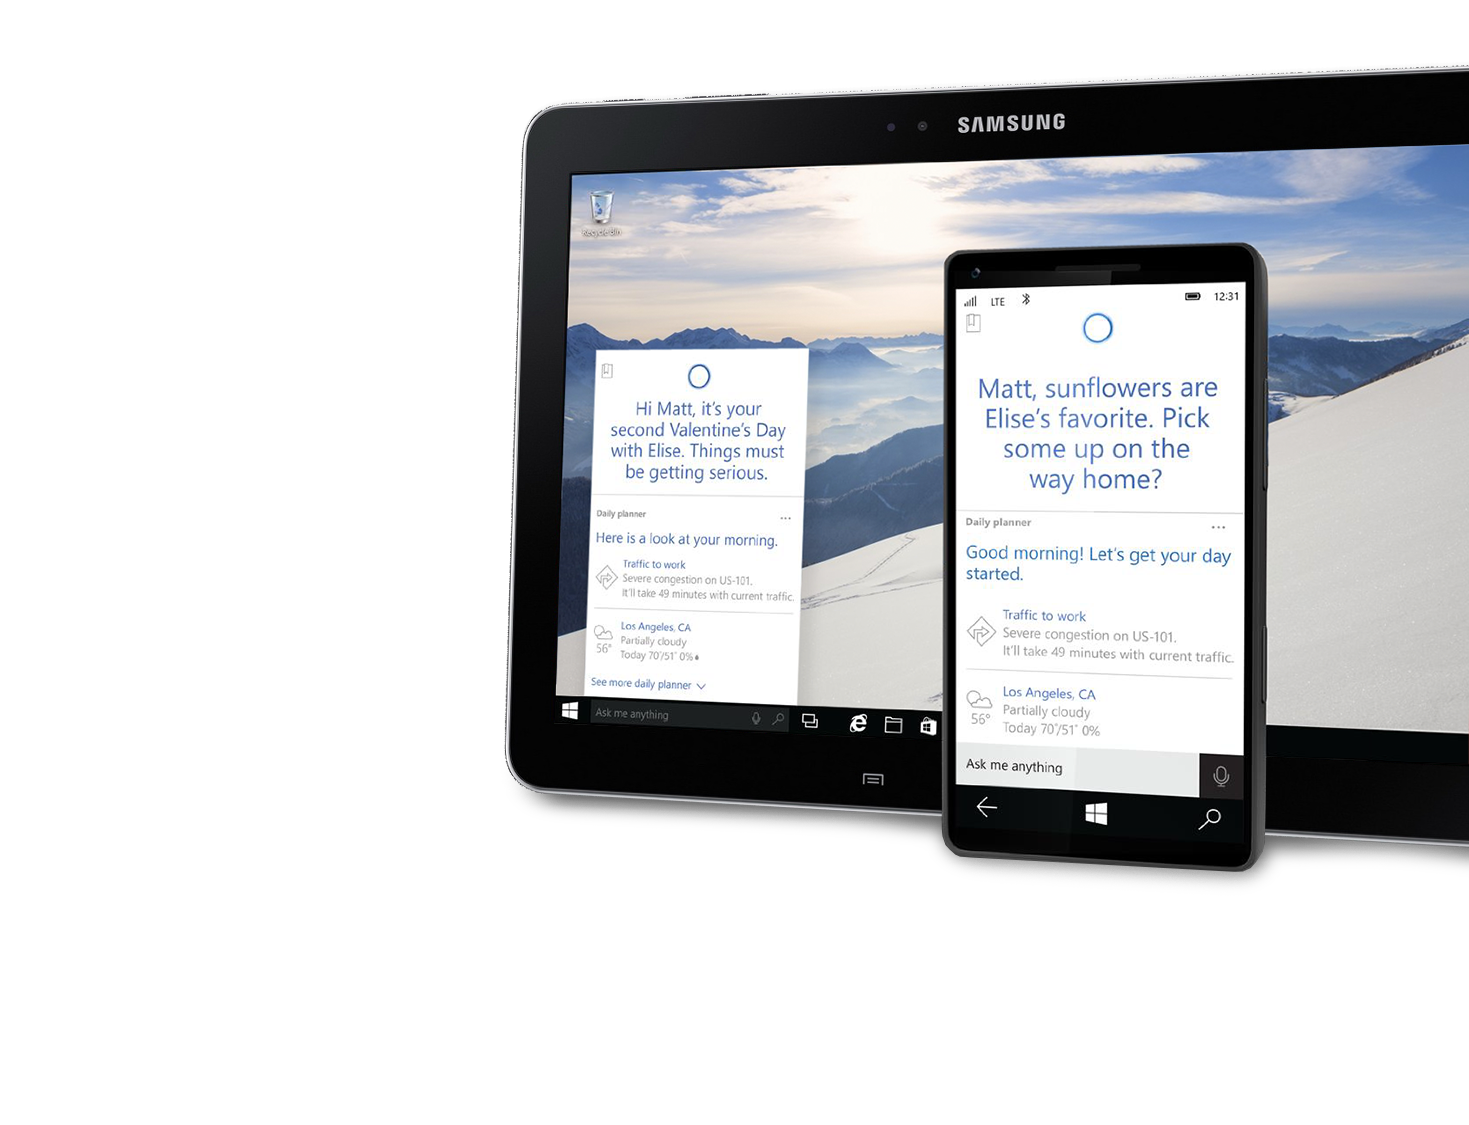 SAMSUNG
Recycle Bin
Hi Matt, it's your
second Valentine's Day
with Elise. Things must
be getting serious.
Daily planner
Here is a look at your morning.
Traffic to work
Severe congestion on US-101.
It'll take 49 minutes with current traffic.
56°
Los Angeles, CA
Partially cloudy
Today 70°/51° 0%
See more daily planner
Ask me anything
LTE
12:31
Matt, sunflowers are
Elise's favorite. Pick
some up on the
way home?
Daily planner
Good morning! Let's get your day
started.
Traffic to work
Severe congestion on US-101.
It'll take 49 minutes with current traffic.
56°
Los Angeles, CA
Partially cloudy
Today 70°/51° 0%
Ask me anything